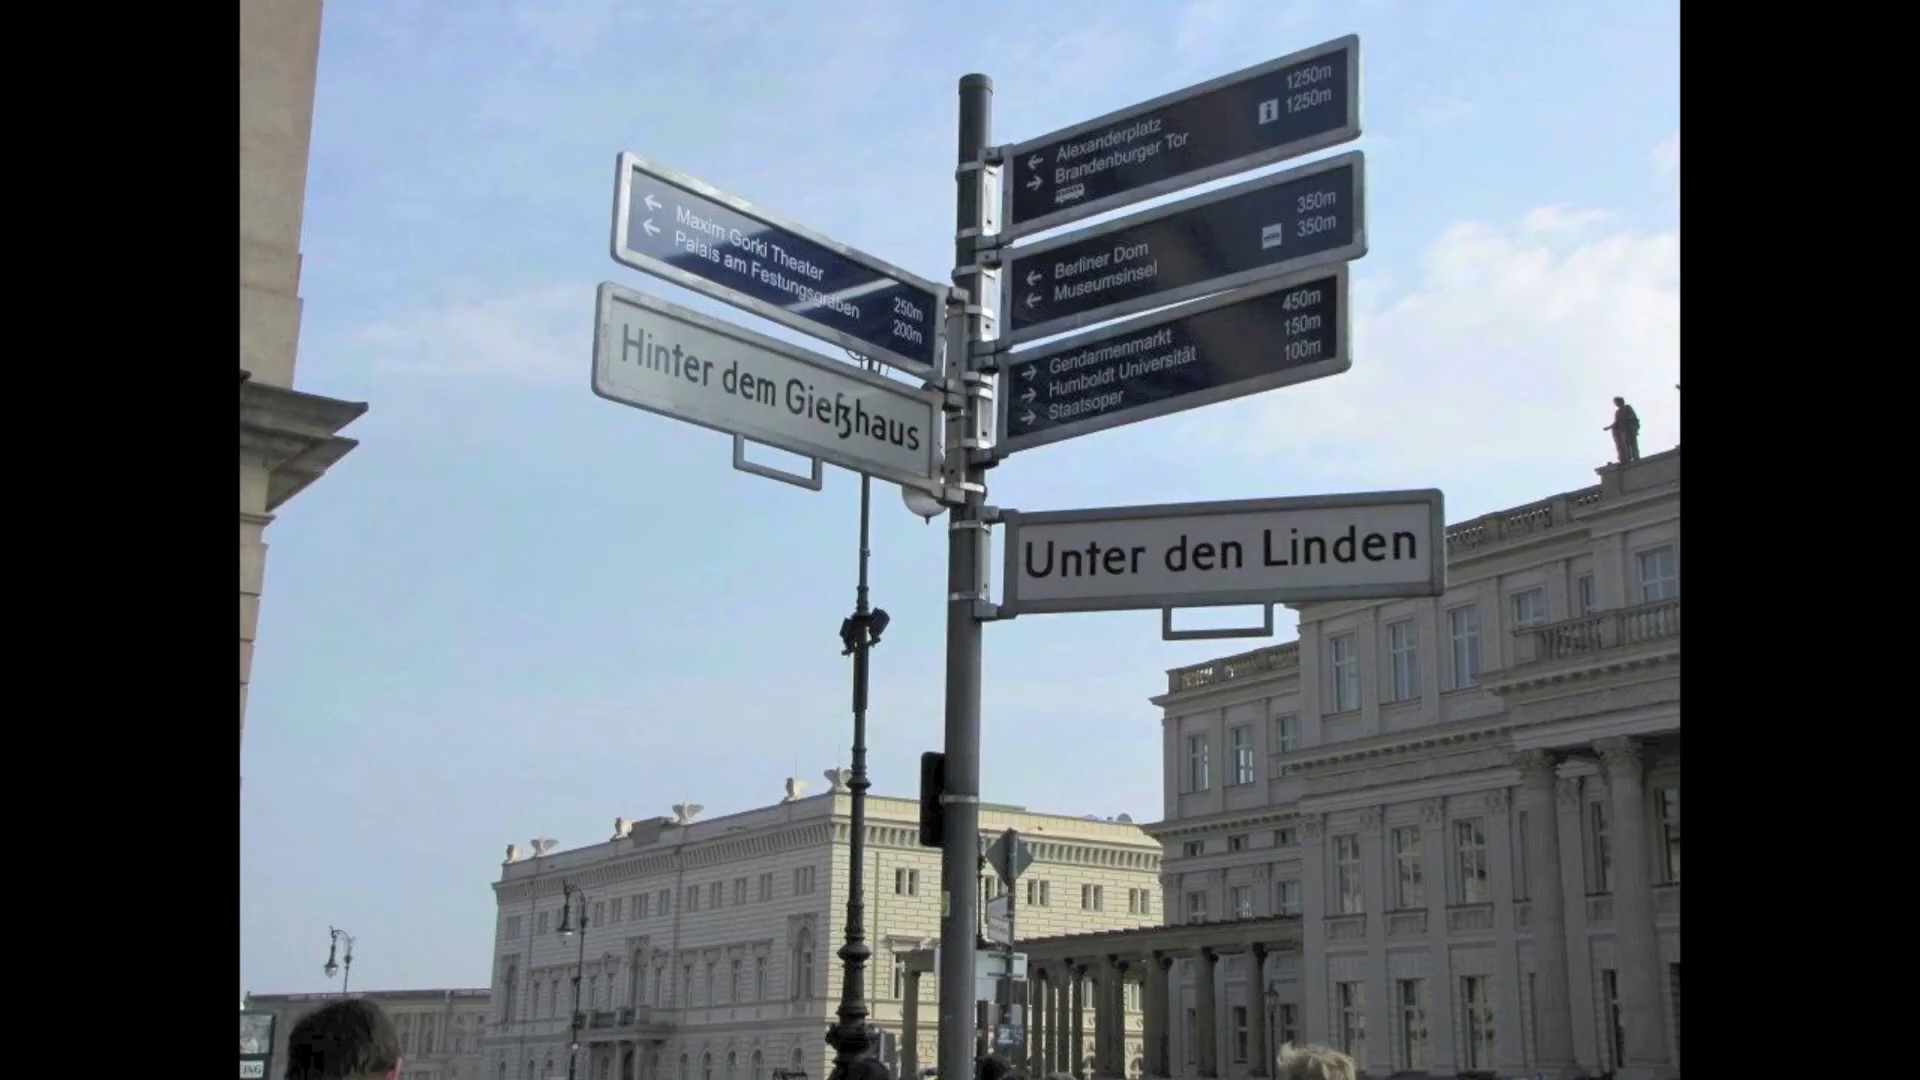 Maxim Gorki Theater 250m
Palais am Festungsgraben 200m
Hinter dem Gießhaus
Alexanderplatz 1250m
Brandenburger Tor 1250m
Berliner Dom 350m
Museumsinsel 350m
Gendarmenmarkt 450m
Humboldt Universität 150m
Staatsoper 100m
Unter den Linden